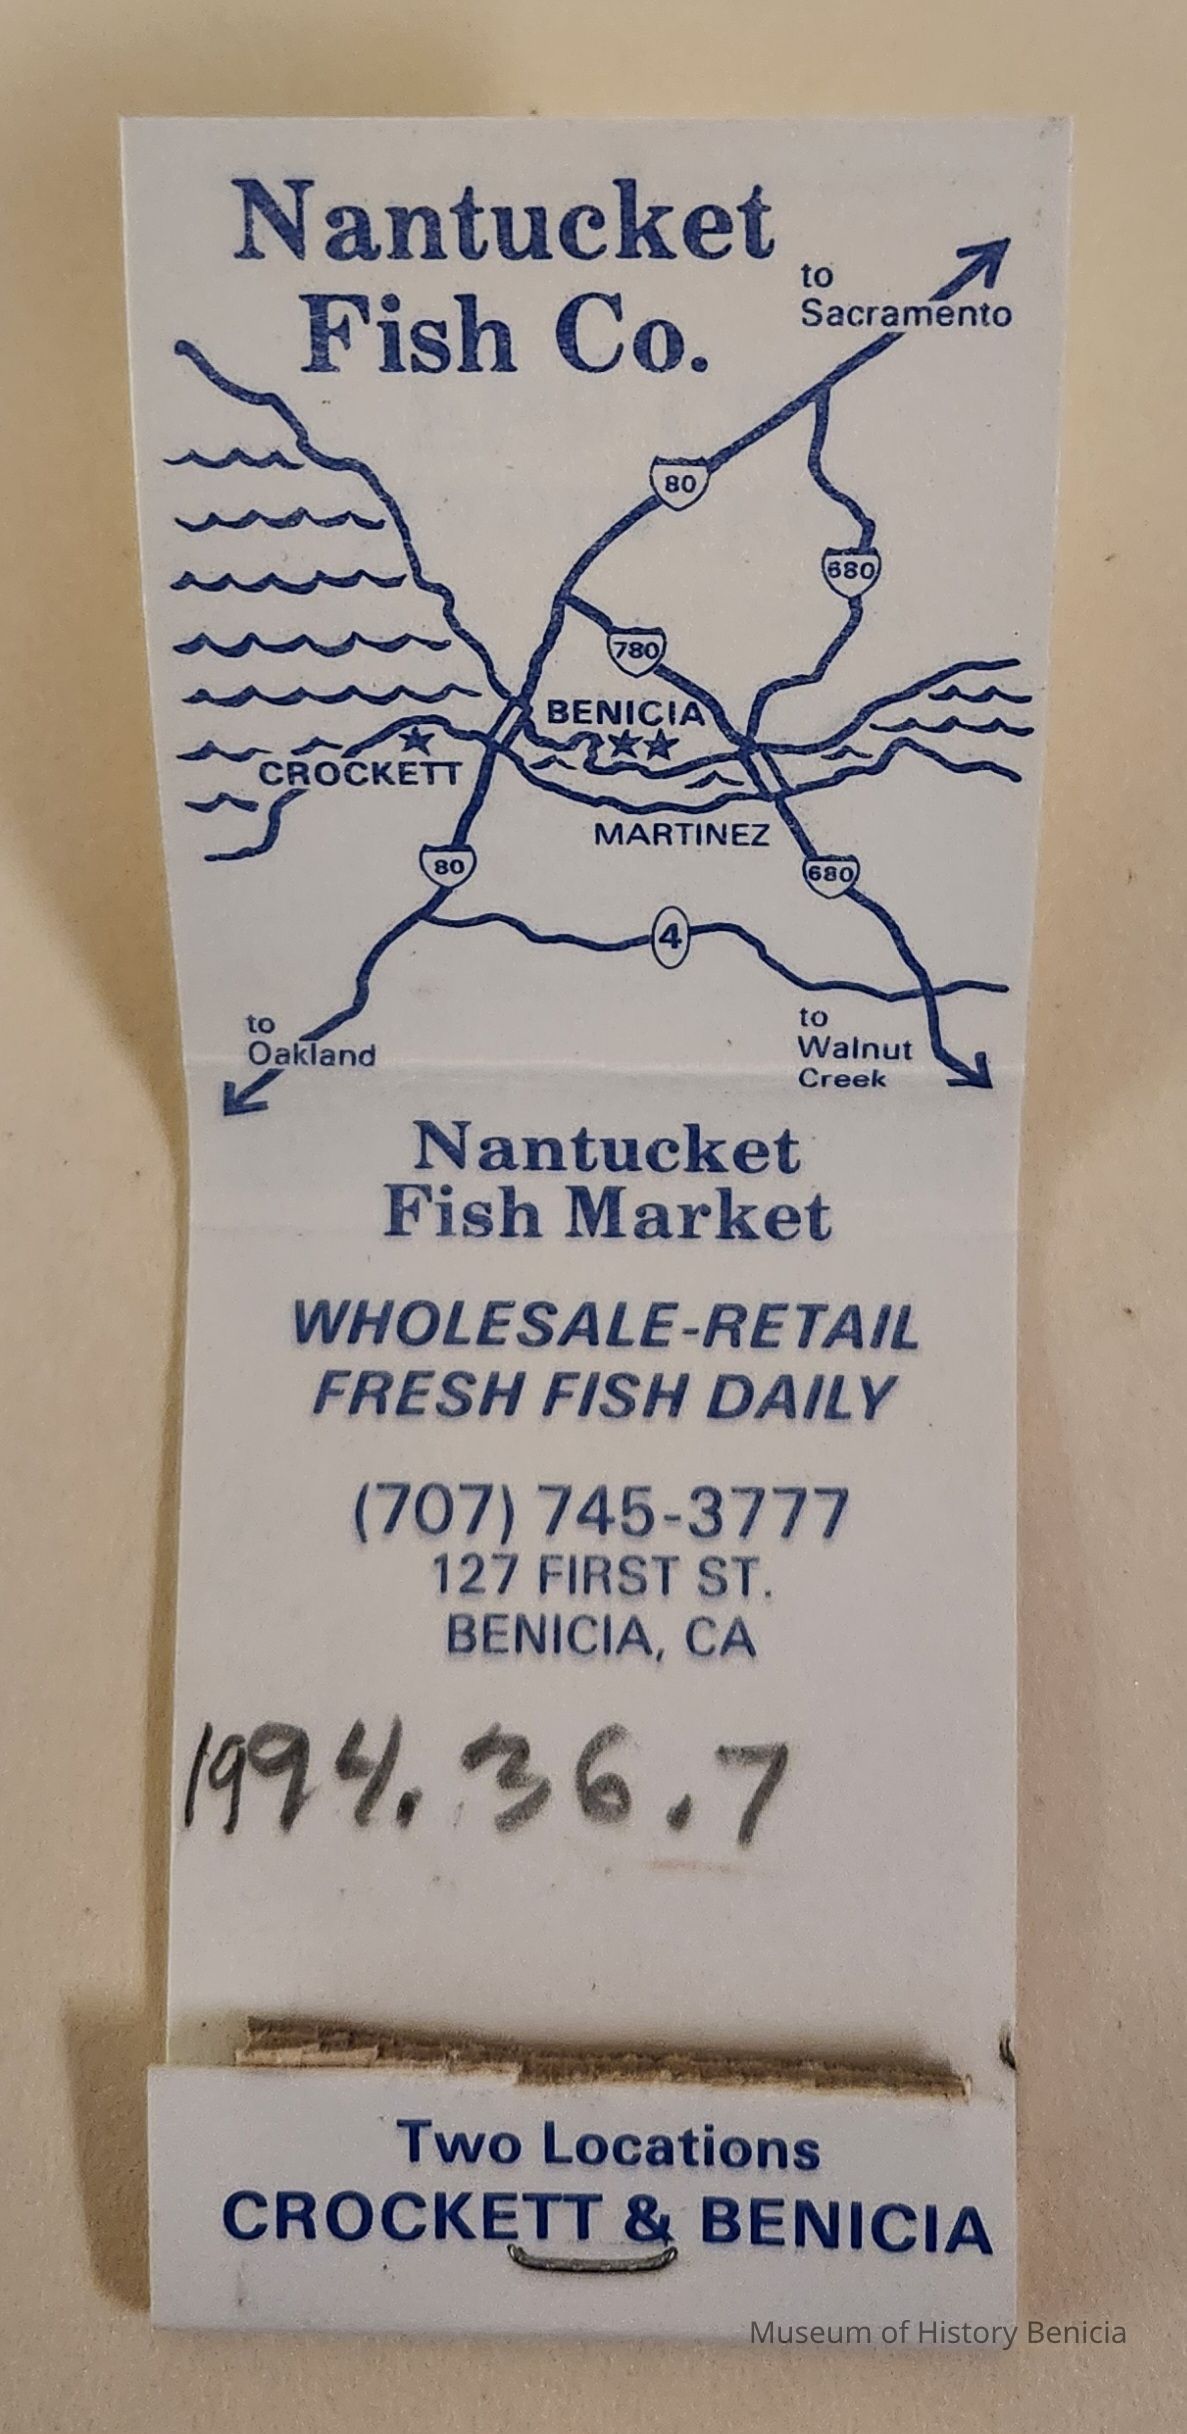 Nantucket
Fish Co.
to
Sacramento
80
680
780
BENICIA
CROCKETT
MARTINEZ
80
680
4
to
Oakland
to
Walnut
Creek
Nantucket
Fish Market
WHOLESALE-RETAIL
FRESH FISH DAILY
(707) 745-3777
127 FIRST ST.
BENICIA, CA
1994.36.7
Two Locations
CROCKETT & BENICIA
Museum of History Benicia